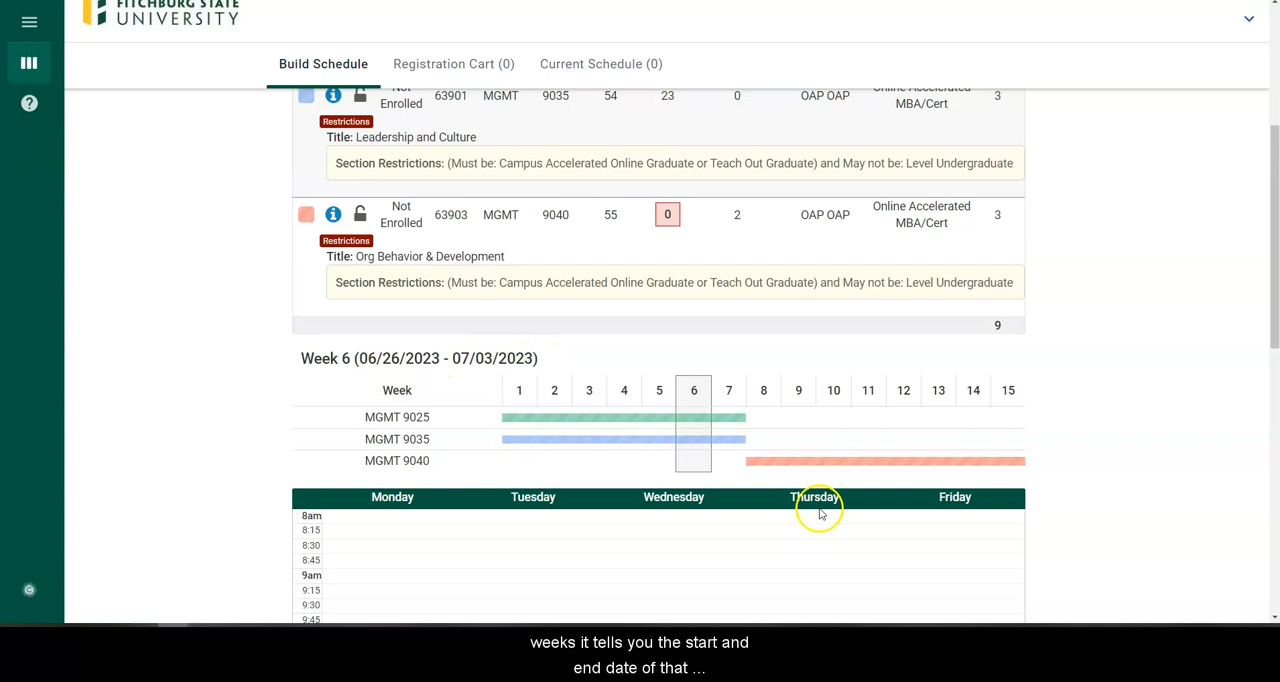 FITCHBURG STATE
UNIVERSITY
Build Schedule Registration Cart (0) Current Schedule (0)
Not Enrolled 63901 MGMT 9035 54 23 0 OAP OAP Online Accelerated MBA/Cert 3
Restrictions
Title: Leadership and Culture
Section Restrictions: (Must be: Campus Accelerated Online Graduate or Teach Out Graduate) and May not be: Level Undergraduate
Not Enrolled 63903 MGMT 9040 55 0 2 OAP OAP Online Accelerated MBA/Cert 3
Restrictions
Title: Org Behavior & Development
Section Restrictions: (Must be: Campus Accelerated Online Graduate or Teach Out Graduate) and May not be: Level Undergraduate
9
Week 6 (06/26/2023 - 07/03/2023)
Week 1 2 3 4 5 6 7 8 9 10 11 12 13 14 15
MGMT 9025
MGMT 9035
MGMT 9040
Monday Tuesday Wednesday Thursday Friday
8am
8:15
8:30
8:45
9am
9:15
9:30
9:45
weeks it tells you the start and
end date of that ...